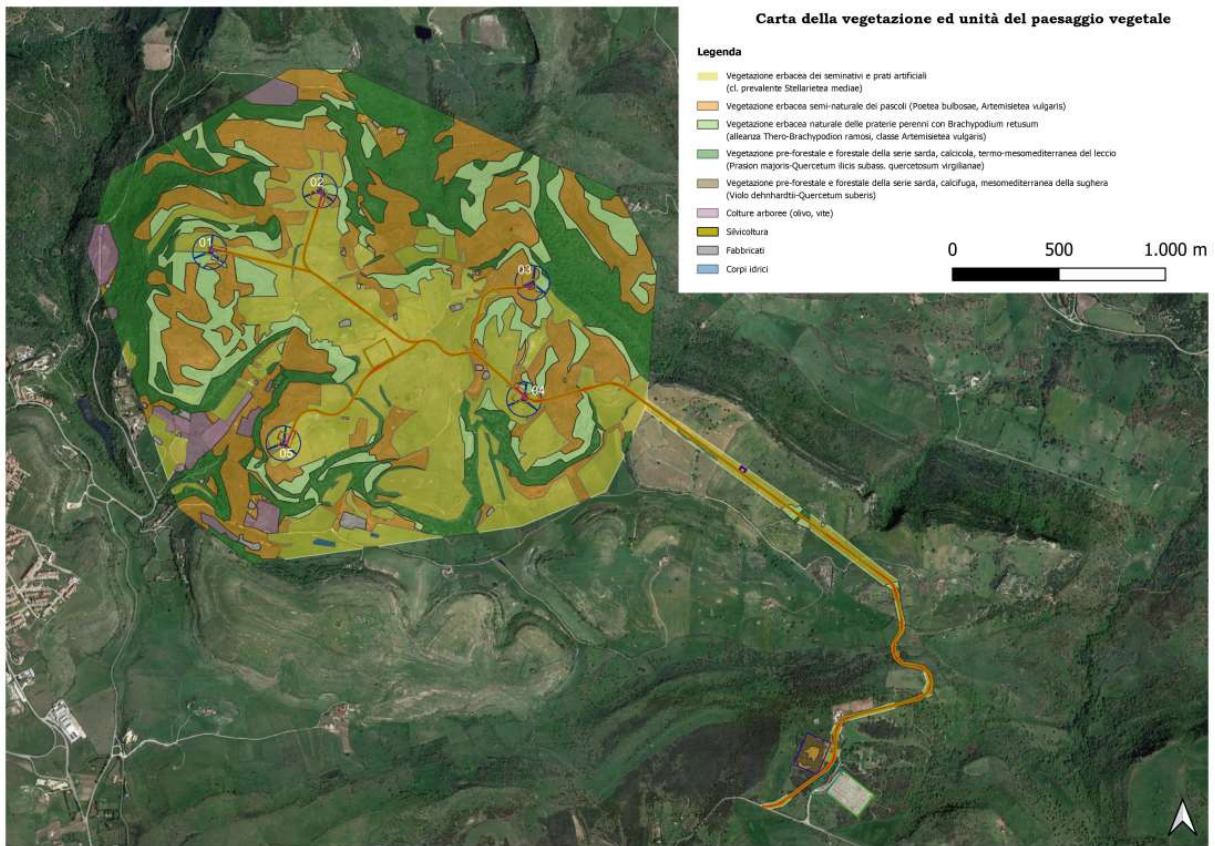 Carta della vegetazione ed unità del paesaggio vegetale
Legenda
Vegetazione erbacea dei seminativi e prati artificiali
(cl. prevalente Stellarietea mediae)
Vegetazione erbacea semi-naturale dei pascoli (Poetea bulbosae, Artemisietea vulgaris)
Vegetazione erbacea naturale delle praterie perenni con Brachypodium retusum
(alleanza Thero-Brachypodion ramosi, classe Artemisietea vulgaris)
Vegetazione pre-forestale e forestale della serie sarda, calcicola, termo-mesomediterranea del leccio
(Prasion majoris-Quercetum ilicis subass. quercetosum virgilianae)
Vegetazione pre-forestale e forestale della serie sarda, calcifuga, mesomediterranea della sughera
(Violo dehnhardtii-Quercetum suberis)
Colture arboree (olivo, vite)
Silvicoltura
Fabbricati
Corpi idrici
0 500 1.000 m
02
01
03
04
05